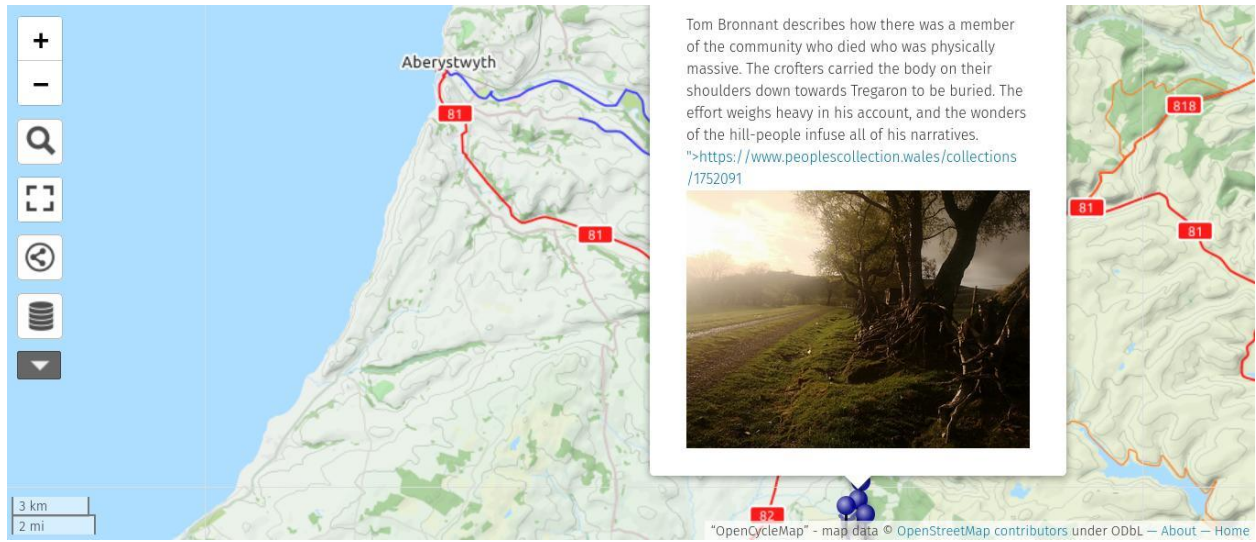 +
−
Aberystwyth
81
81
Tom Bronnant describes how there was a member
of the community who died who was physically
massive. The crofters carried the body on their
shoulders down towards Tregaron to be buried. The
effort weighs heavy in his account, and the wonders
of the hill-people infuse all of his narratives.
">https://www.peoplescollection.wales/collections
/1752091
818
81
81
82
3 km
2 mi
“OpenCycleMap” - map data © OpenStreetMap contributors under ODbL — About — Home